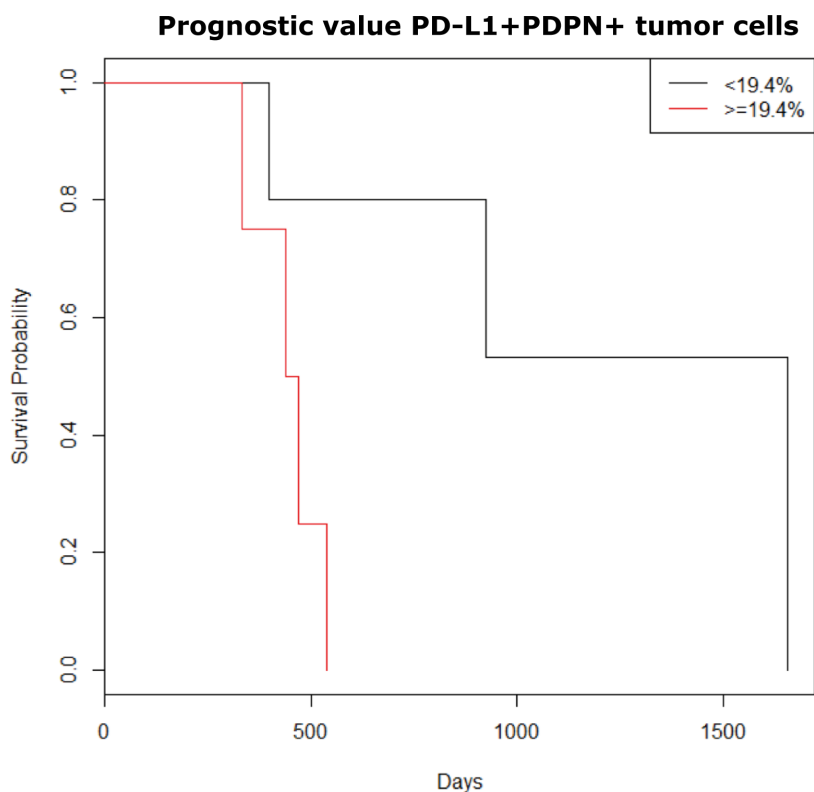 Prognostic value PD-L1+PDPN+ tumor cells
<19.4%
>=19.4%
Survival Probability
1.0
0.8
0.6
0.4
0.2
0.0
0 500 1000 1500
Days